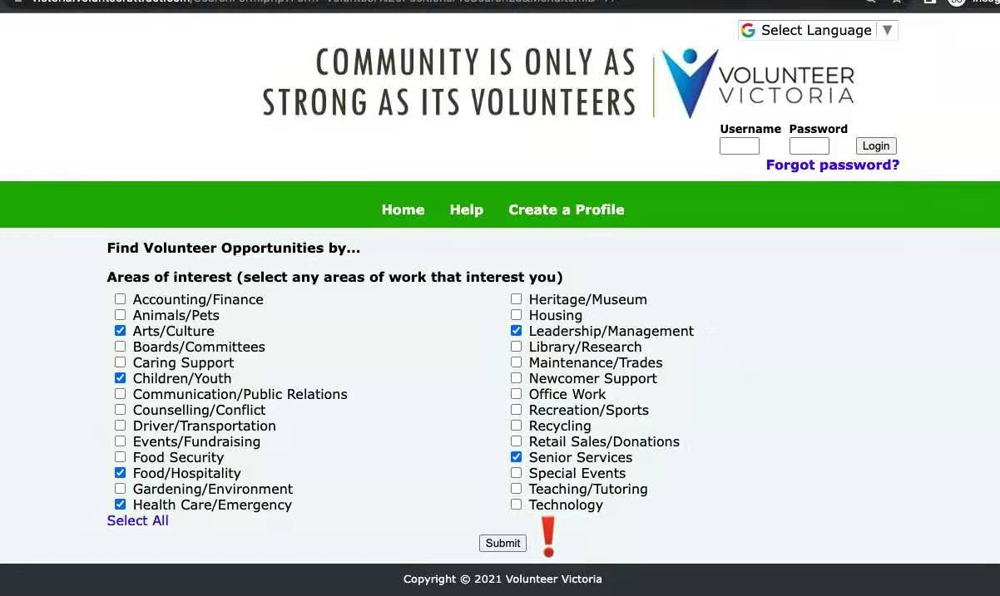 Select Language ▼
COMMUNITY IS ONLY AS
STRONG AS ITS VOLUNTEERS
VOLUNTEER
VICTORIA
Username Password
Login
Forgot password?
Home Help Create a Profile
Find Volunteer Opportunities by...
Areas of interest (select any areas of work that interest you)
Accounting/Finance
Animals/Pets
Arts/Culture
Boards/Committees
Caring Support
Children/Youth
Communication/Public Relations
Counselling/Conflict
Driver/Transportation
Events/Fundraising
Food Security
Food/Hospitality
Gardening/Environment
Health Care/Emergency
Select All
Heritage/Museum
Housing
Leadership/Management
Library/Research
Maintenance/Trades
Newcomer Support
Office Work
Recreation/Sports
Recycling
Retail Sales/Donations
Senior Services
Special Events
Teaching/Tutoring
Technology
Submit
Copyright © 2021 Volunteer Victoria